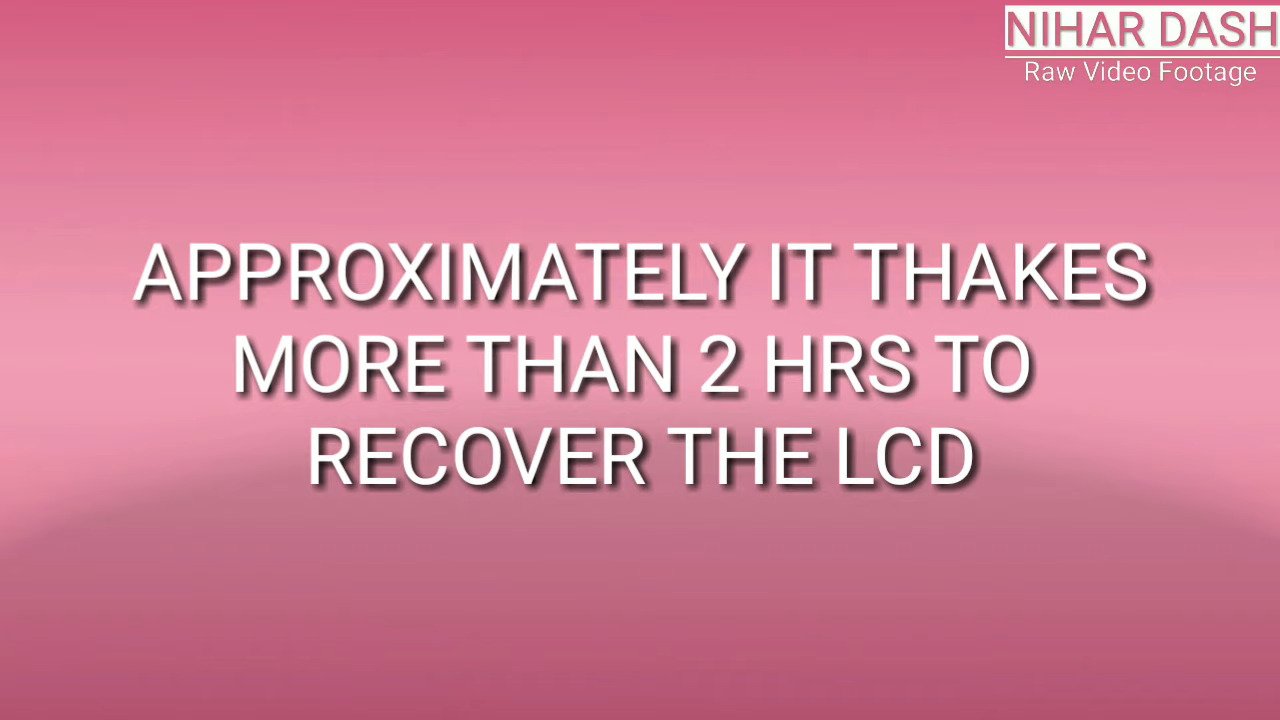 NIHAR DASH
Raw Video Footage
APPROXIMATELY IT THAKES
MORE THAN 2 HRS TO
RECOVER THE LCD